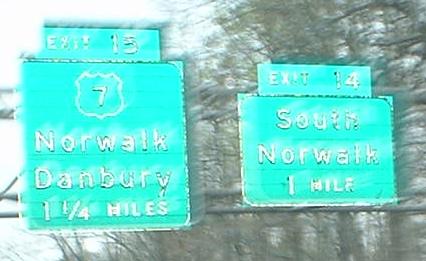 EXIT 15
7
Norwalk
Danbury
1 1/4 MILES
EXIT 14
South
Norwalk
1 MILE